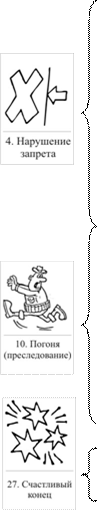 4. Нарушение
запрета
10. Погоня
(преследование)
27. Счастливый
конец